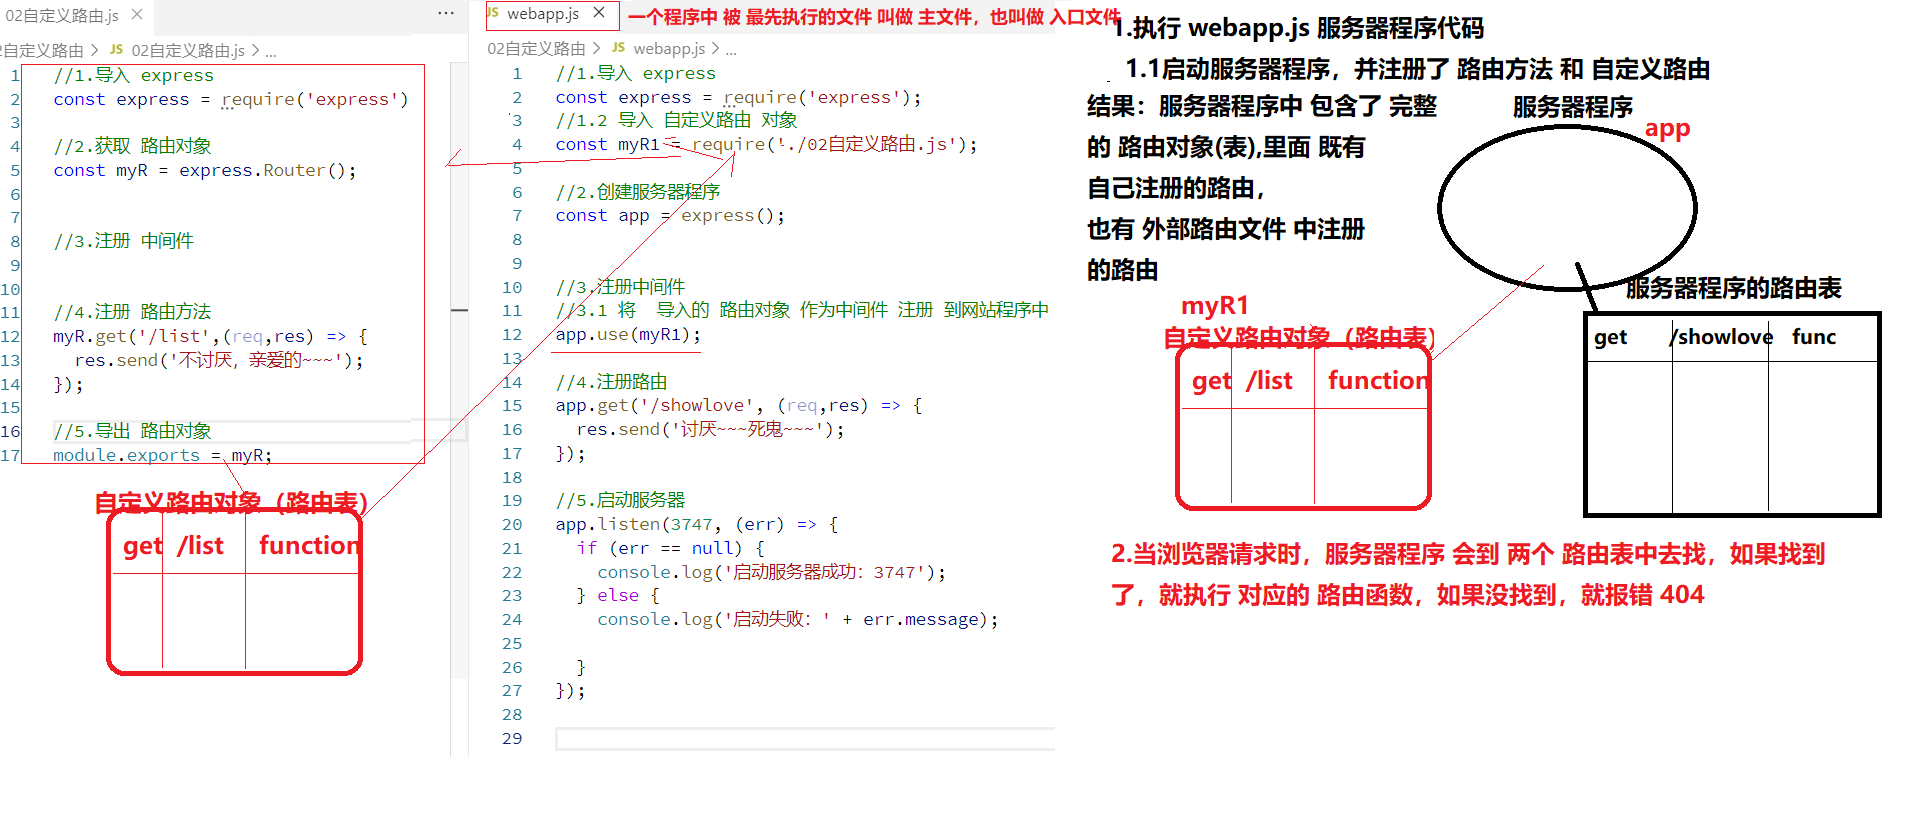 02自定义路由.js ×
···
02自定义路由 > JS 02自定义路由.js > ...
1 //1.导入 express
2 const express = require('express')
3
4 //2.获取 路由对象
5 const myR = express.Router();
6
7
8 //3.注册 中间件
9
10
11 //4.注册 路由方法
12 myR.get('/list',(req,res) => {
13 res.send('不讨厌，亲爱的~~~');
14 });
15
16 //5.导出 路由对象
17 module.exports = myR;
自定义路由对象（路由表）
get /list function
JS webapp.js ×
一个程序中 被 最先执行的文件 叫做 主文件，也叫做 入口文件
02自定义路由 > JS webapp.js > ...
1 //1.导入 express
2 const express = require('express');
3 //1.2 导入 自定义路由 对象
4 const myR1 = require('./02自定义路由.js');
5
6 //2.创建服务器程序
7 const app = express();
8
9
10 //3.注册中间件
11 //3.1 将 导入的 路由对象 作为中间件 注册 到网站程序中
12 app.use(myR1);
13
14 //4.注册路由
15 app.get('/showlove', (req,res) => {
16 res.send('讨厌~~~死鬼~~~');
17 });
18
19 //5.启动服务器
20 app.listen(3747, (err) => {
21 if (err == null) {
22 console.log('启动服务器成功：3747');
23 } else {
24 console.log('启动失败：' + err.message);
25
26 }
27 });
28
29
1.执行 webapp.js 服务器程序代码
1.1启动服务器程序，并注册了 路由方法 和 自定义路由
结果：服务器程序中 包含了 完整
的 路由对象(表),里面 既有
自己注册的路由，
也有 外部路由文件 中注册
的路由
服务器程序
app
服务器程序的路由表
get /showlove func
myR1
自定义路由对象（路由表）
get /list function
2.当浏览器请求时，服务器程序 会到 两个 路由表中去找，如果找到
了，就执行 对应的 路由函数，如果没找到，就报错 404